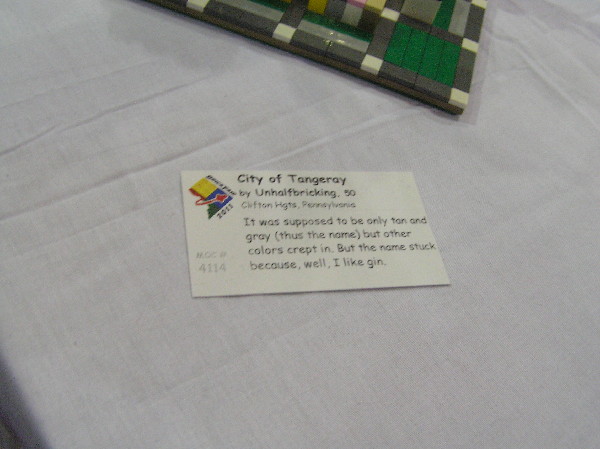 City of Tangeray
by Unhalfbricking, 50
Clifton Hgts, Pennsylvania
It was supposed to be only tan and
gray (thus the name) but other
colors crept in. But the name stuck
because, well, I like gin.
MOC #
4114
2011